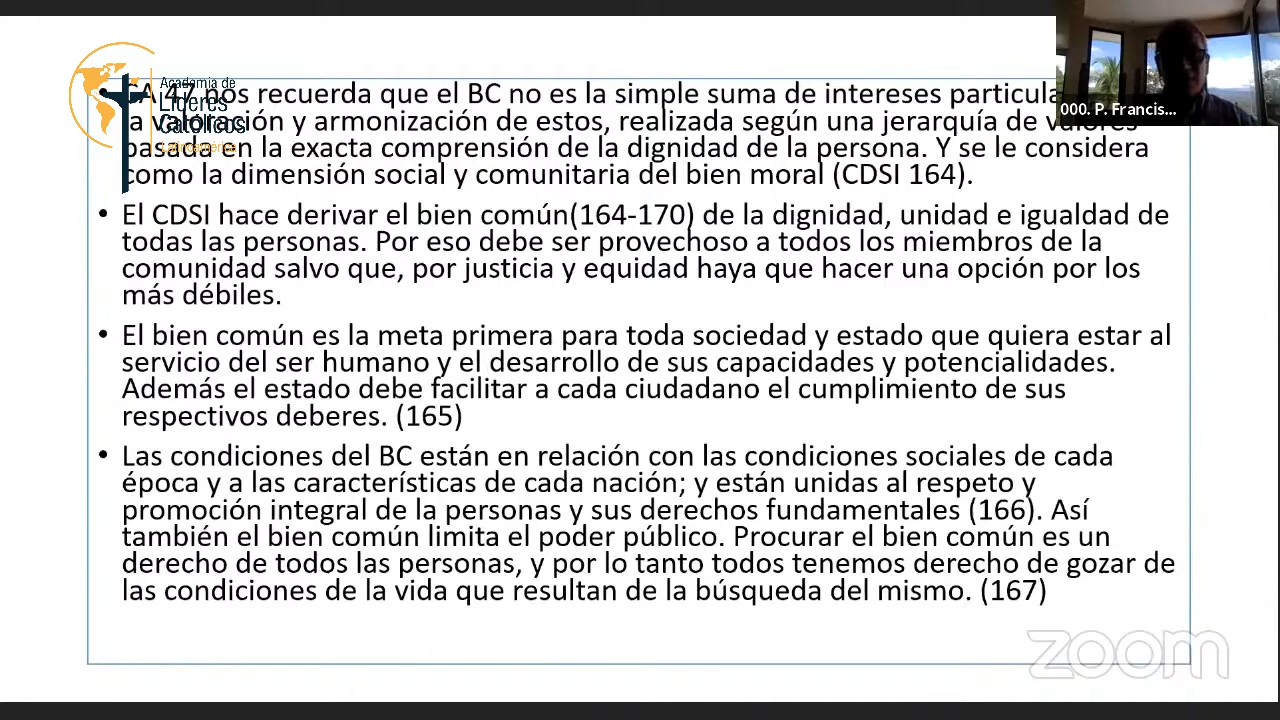 Academia de
Líderes
Católicos
Latinoamérica
000. P. Francis...
• CA 47 nos recuerda que el BC no es la simple suma de intereses
la valoración y armonización de estos, realizada según una jerarquía de valores
basada en la exacta comprensión de la dignidad de la persona. Y se le considera
como la dimensión social y comunitaria del bien moral (CDSI 164).
• El CDSI hace derivar el bien común(164-170) de la dignidad, unidad e igualdad de
todas las personas. Por eso debe ser provechoso a todos los miembros de la
comunidad salvo que, por justicia y equidad haya que hacer una opción por los
más débiles.
• El bien común es la meta primera para toda sociedad y estado que quiera estar al
servicio del ser humano y el desarrollo de sus capacidades y potencialidades.
Además el estado debe facilitar a cada ciudadano el cumplimiento de sus
respectivos deberes. (165)
• Las condiciones del BC están en relación con las condiciones sociales de cada
época y a las características de cada nación; y están unidas al respeto y
promoción integral de la personas y sus derechos fundamentales (166). Así
también el bien común limita el poder público. Procurar el bien común es un
derecho de todos las personas, y por lo tanto todos tenemos derecho de gozar de
las condiciones de la vida que resultan de la búsqueda del mismo. (167)
zoom